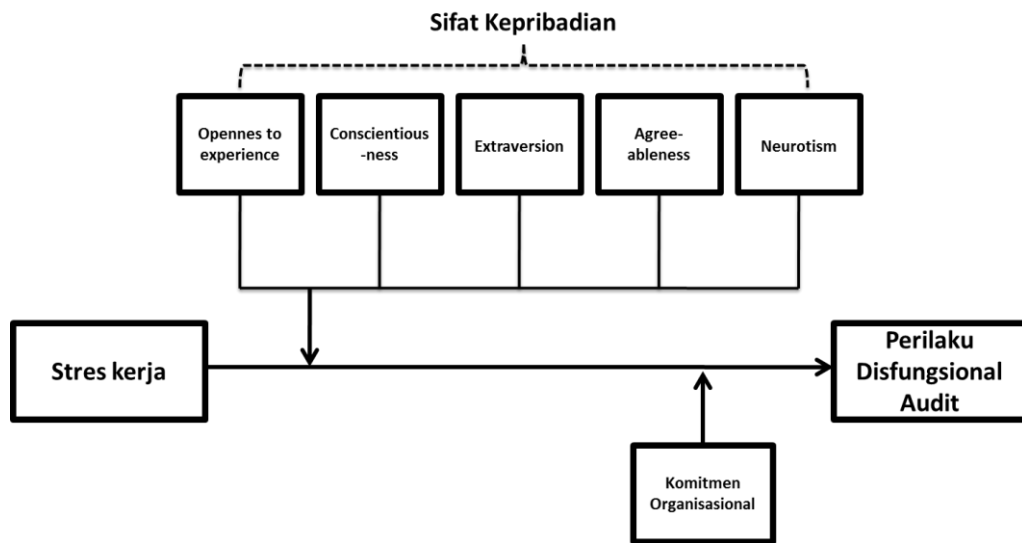 Sifat Kepribadian
Opennes to
experience
Conscientious
-ness
Extraversion
Agree-
ableness
Neurotism
Stres kerja
Perilaku
Disfungsional
Audit
Komitmen
Organisasional